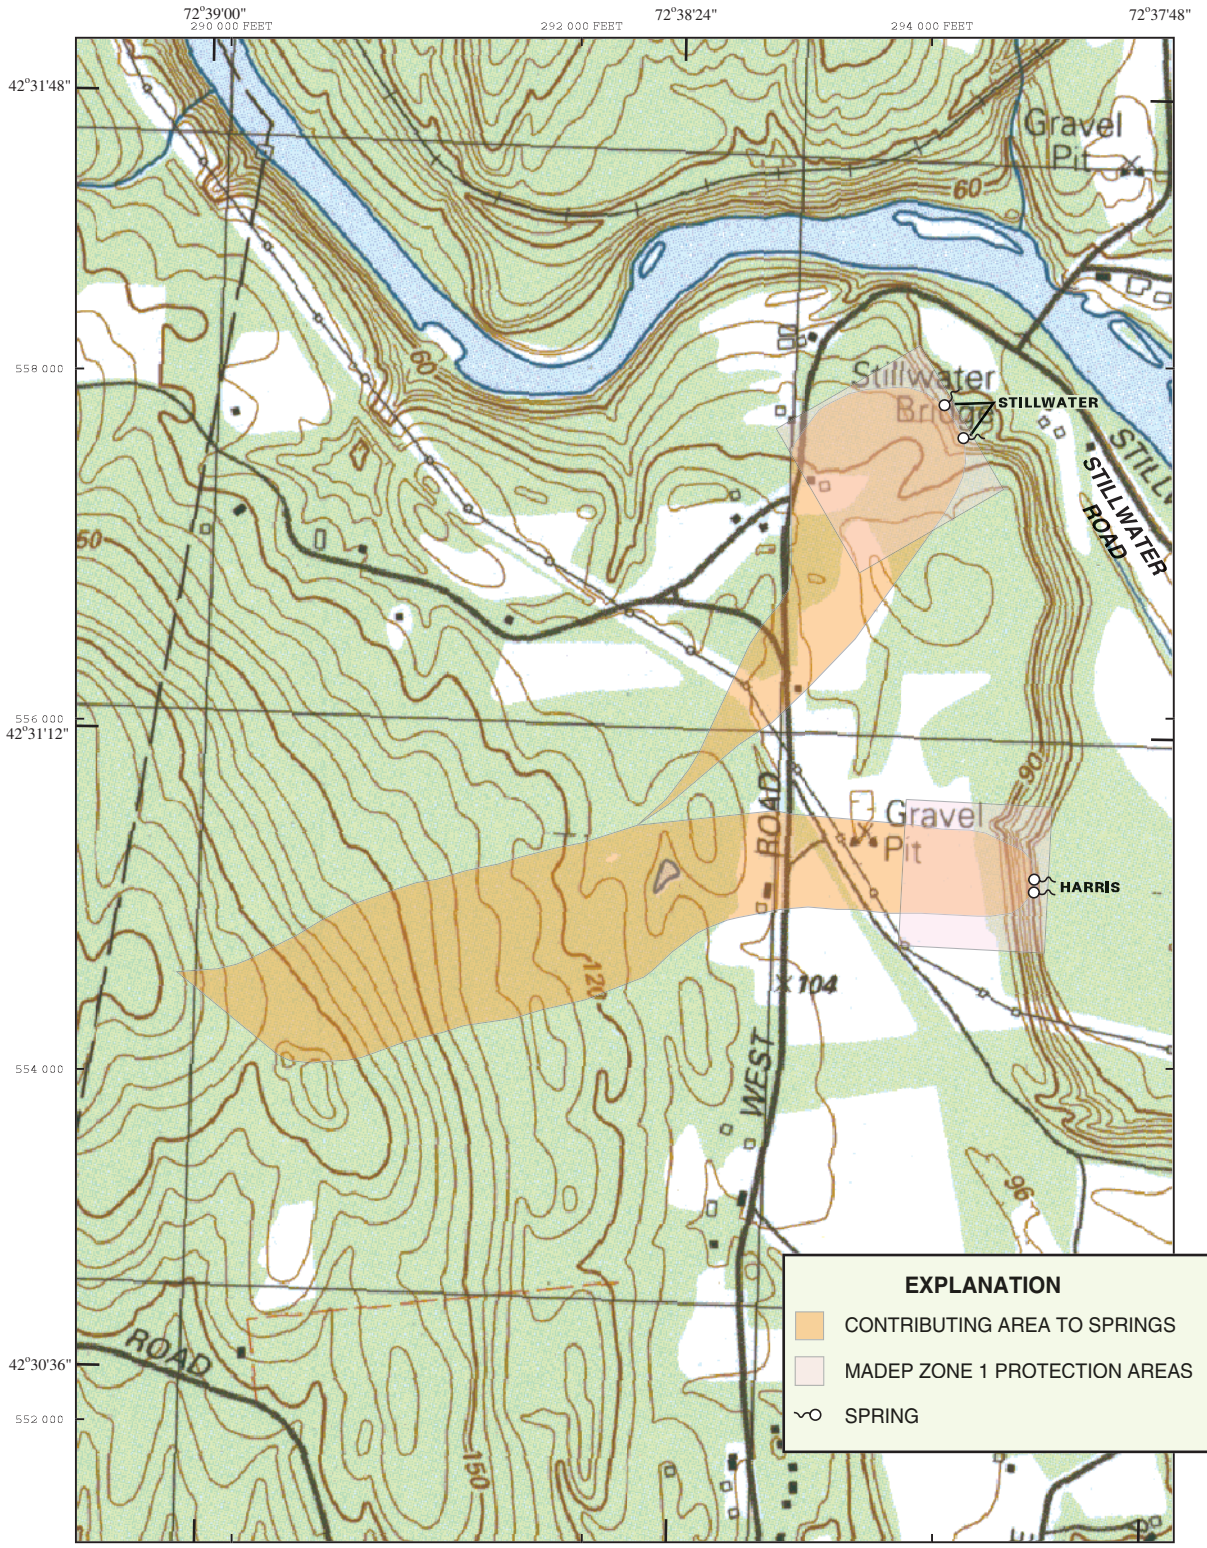 72°39'00"
72°38'24"
72°37'48"
290 000 FEET
292 000 FEET
294 000 FEET
42°31'48"
Gravel
Pit
60
60
558 000
Stillwater
Bridge
STILLWATER
STILLWATER
ROAD
50
556 000
42°31'12"
90
ROAD
Gravel
Pit
HARRIS
120
104
554 000
WEST
96
EXPLANATION
CONTRIBUTING AREA TO SPRINGS
MADEP ZONE 1 PROTECTION AREAS
SPRING
ROAD
42°30'36"
552 000
150